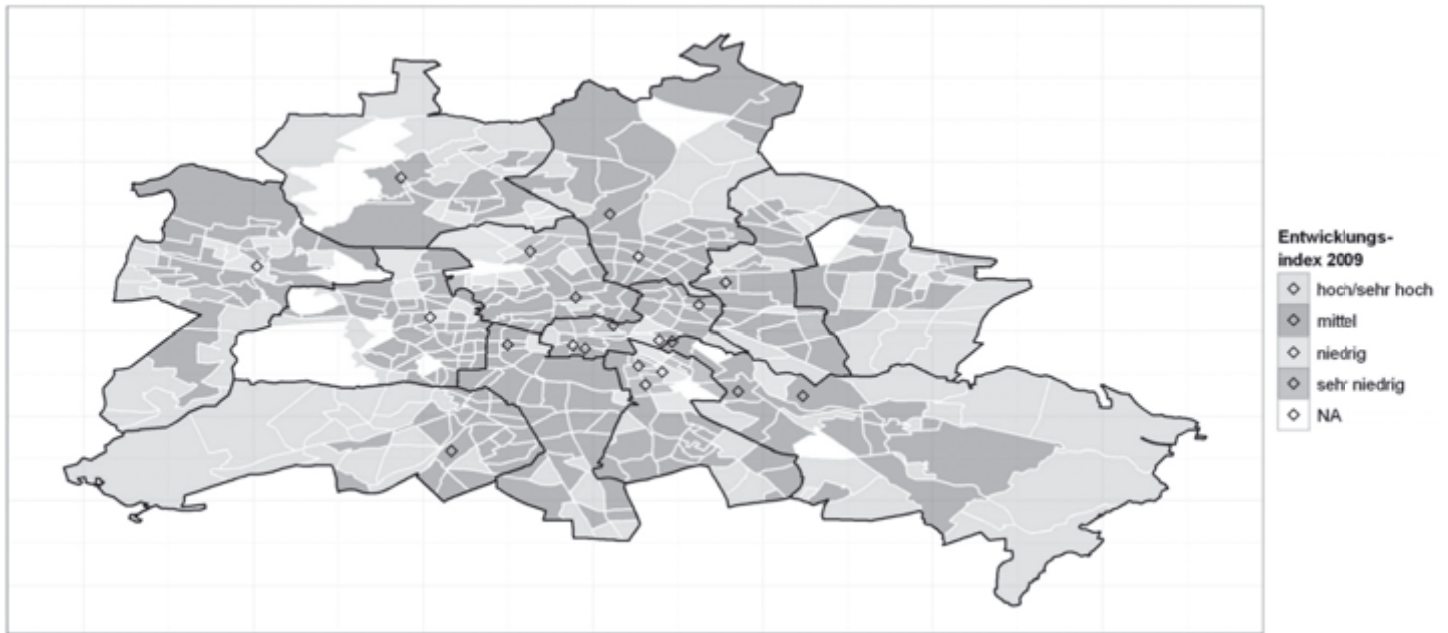 Entwicklungs-
index 2009
hoch/sehr hoch
mittel
niedrig
sehr niedrig
NA